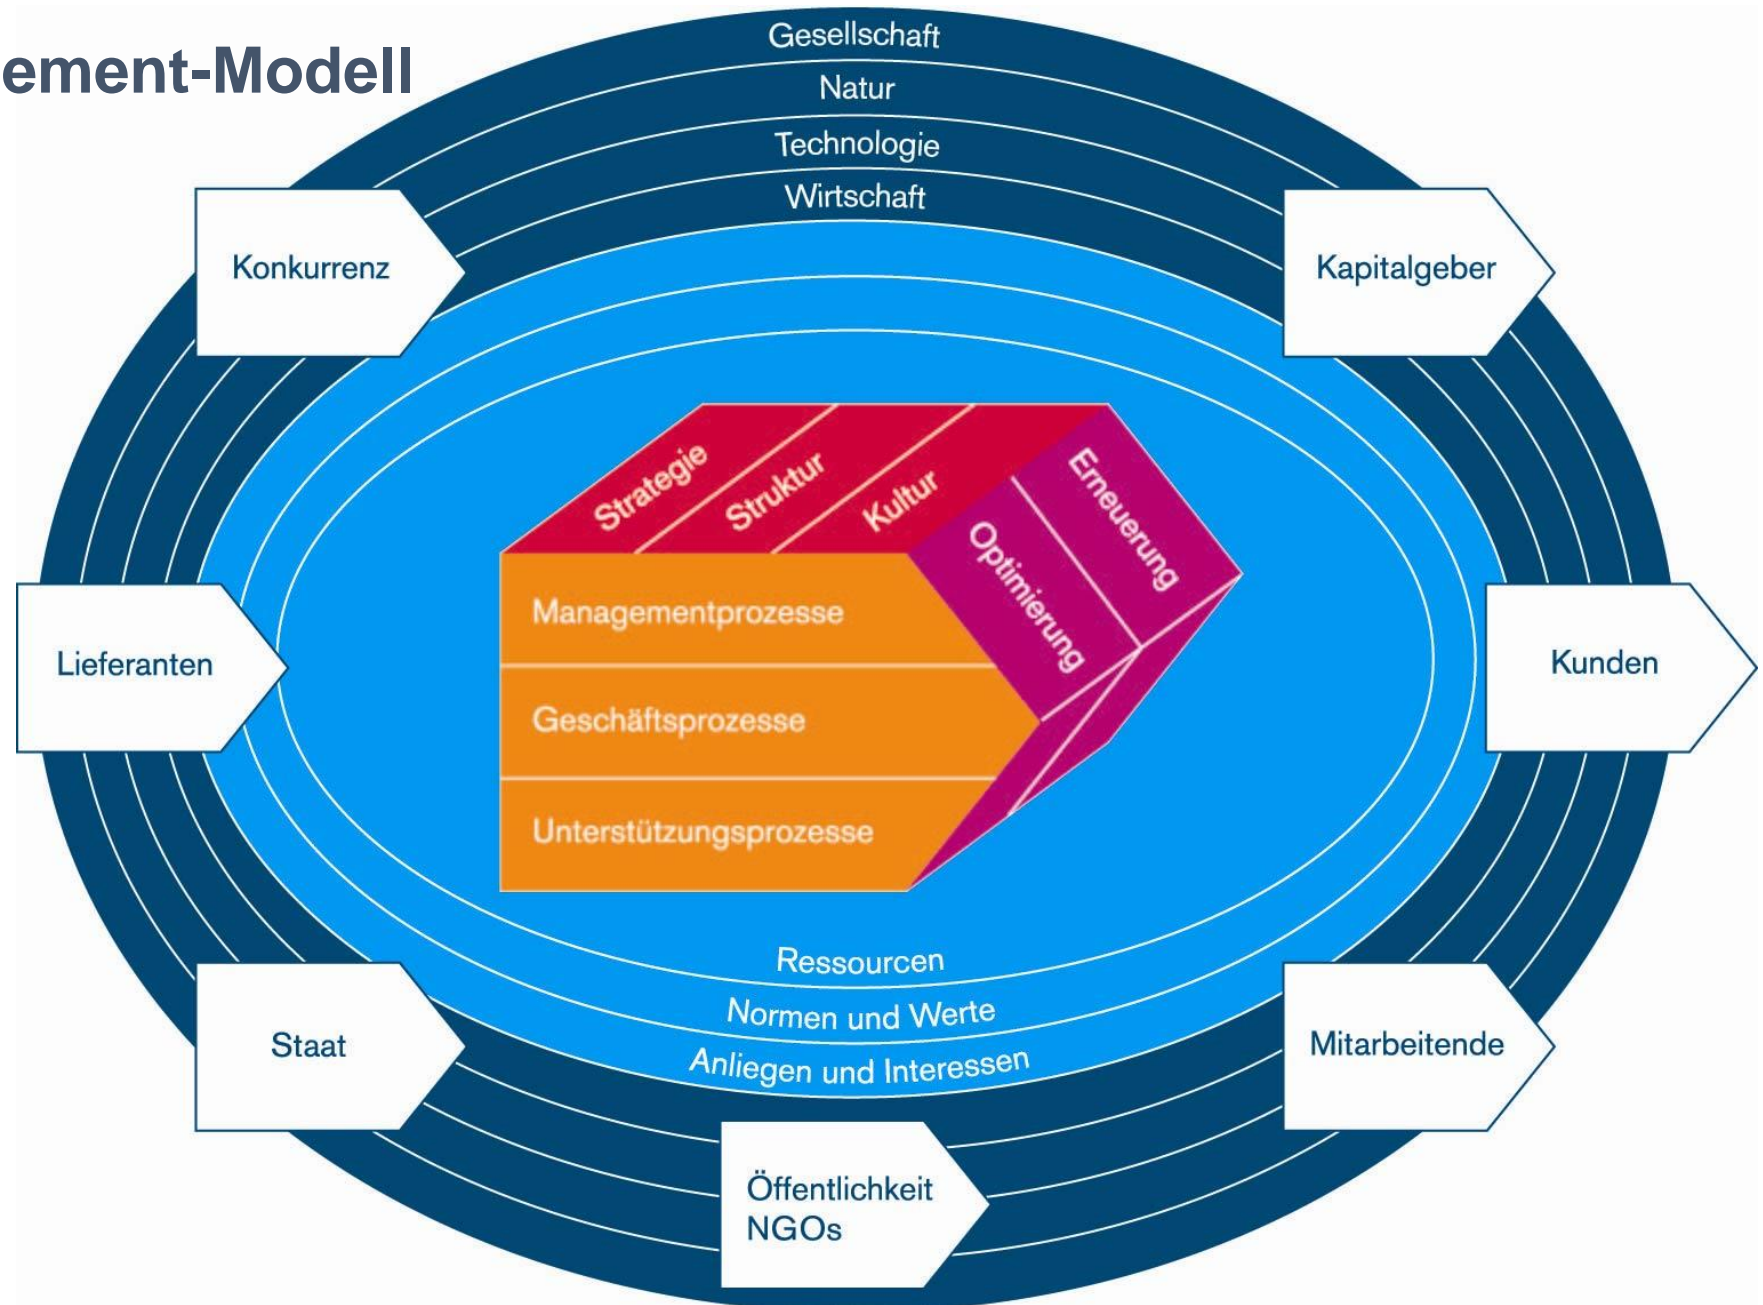 ement-Modell
Gesellschaft
Natur
Technologie
Wirtschaft
Konkurrenz
Kapitalgeber
Strategie
Struktur
Kultur
Erneuerung
Optimierung
Managementprozesse
Geschäftsprozesse
Unterstützungsprozesse
Lieferanten
Kunden
Ressourcen
Normen und Werte
Anliegen und Interessen
Staat
Mitarbeitende
Öffentlichkeit
NGOs